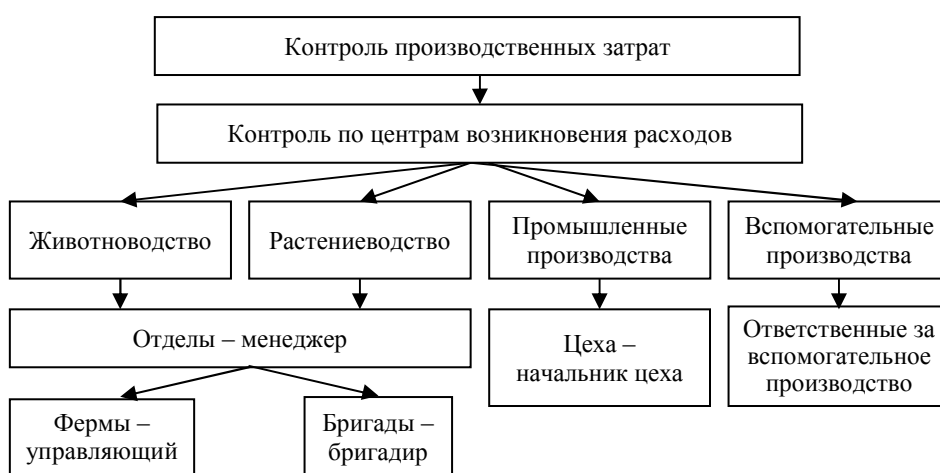 Контроль производственных затрат
Контроль по центрам возникновения расходов
Животноводство
Растениеводство
Промышленные
производства
Вспомогательные
производства
Отделы – менеджер
Цеха –
начальник цеха
Ответственные за
вспомогательное
производство
Фермы –
управляющий
Бригады –
бригадир